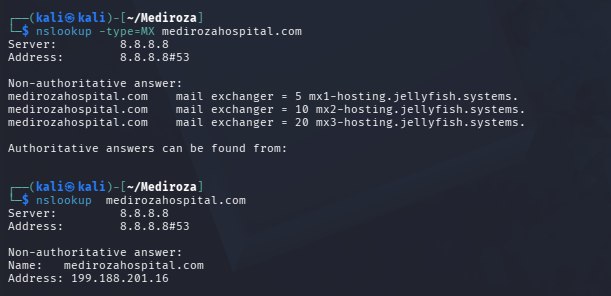 ┌──(kali㉿kali)-[~/Mediroza]
└─$ nslookup -type=MX medirozahospital.com
Server:         8.8.8.8
Address:        8.8.8.8#53

Non-authoritative answer:
medirozahospital.com    mail exchanger = 5 mx1-hosting.jellyfish.systems.
medirozahospital.com    mail exchanger = 10 mx2-hosting.jellyfish.systems.
medirozahospital.com    mail exchanger = 20 mx3-hosting.jellyfish.systems.

Authoritative answers can be found from:

┌──(kali㉿kali)-[~/Mediroza]
└─$ nslookup  medirozahospital.com
Server:         8.8.8.8
Address:        8.8.8.8#53

Non-authoritative answer:
Name:   medirozahospital.com
Address: 199.188.201.16